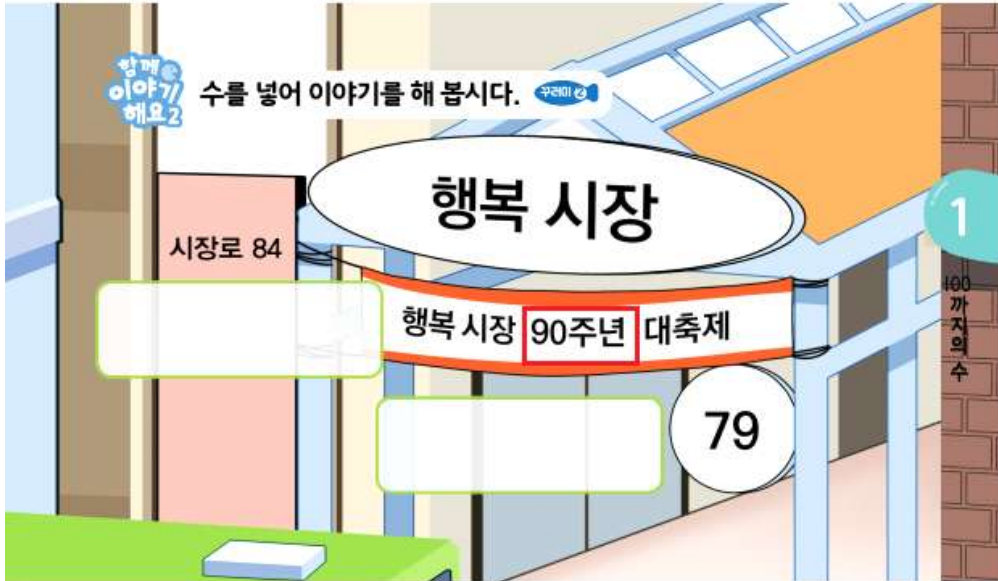 함께
이야기
해요2
수를 넣어 이야기를 해 봅시다. 꾸러미 2
행복 시장
시장로 84
행복 시장 90주년 대축제
79
1
100까지의 수